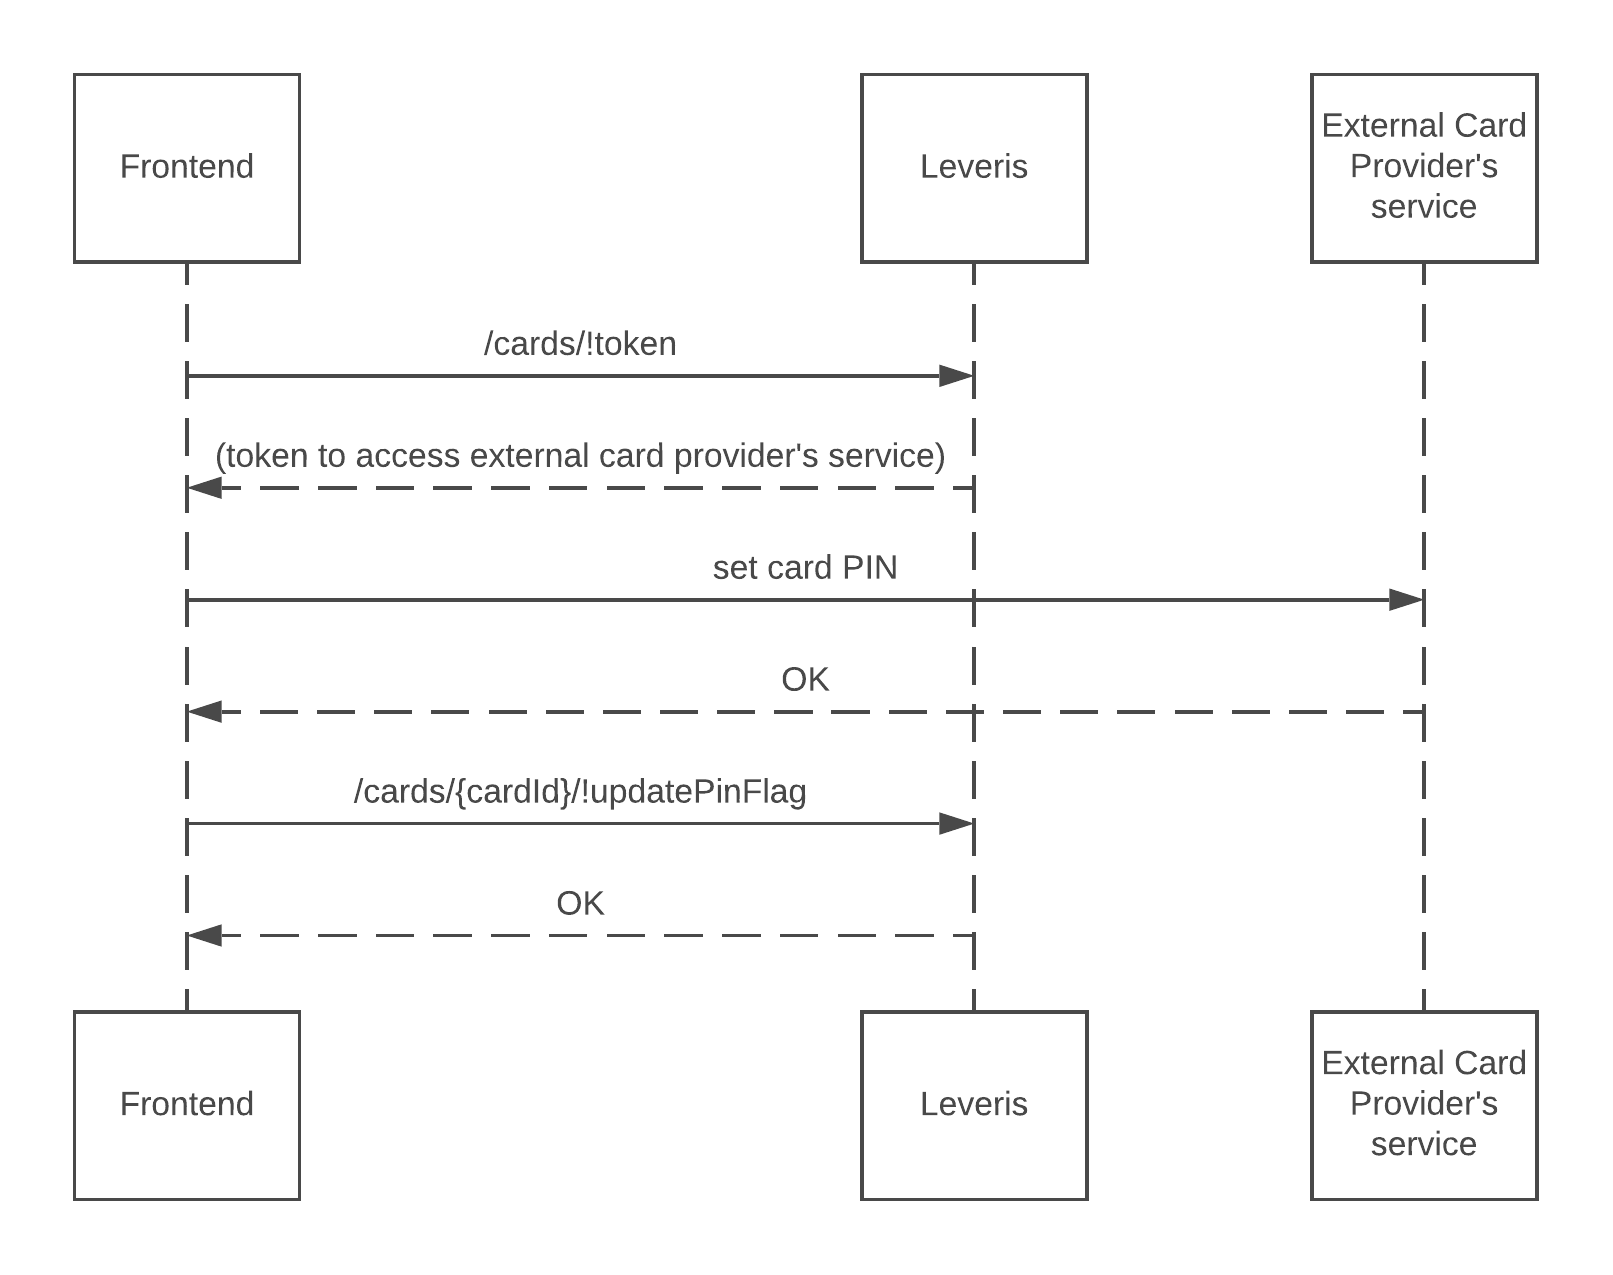 Frontend
Leveris
External Card
Provider's
service
/cards/!token
(token to access external card provider's service)
set card PIN
OK
/cards/{cardId}/!updatePinFlag
OK
Frontend
Leveris
External Card
Provider's
service